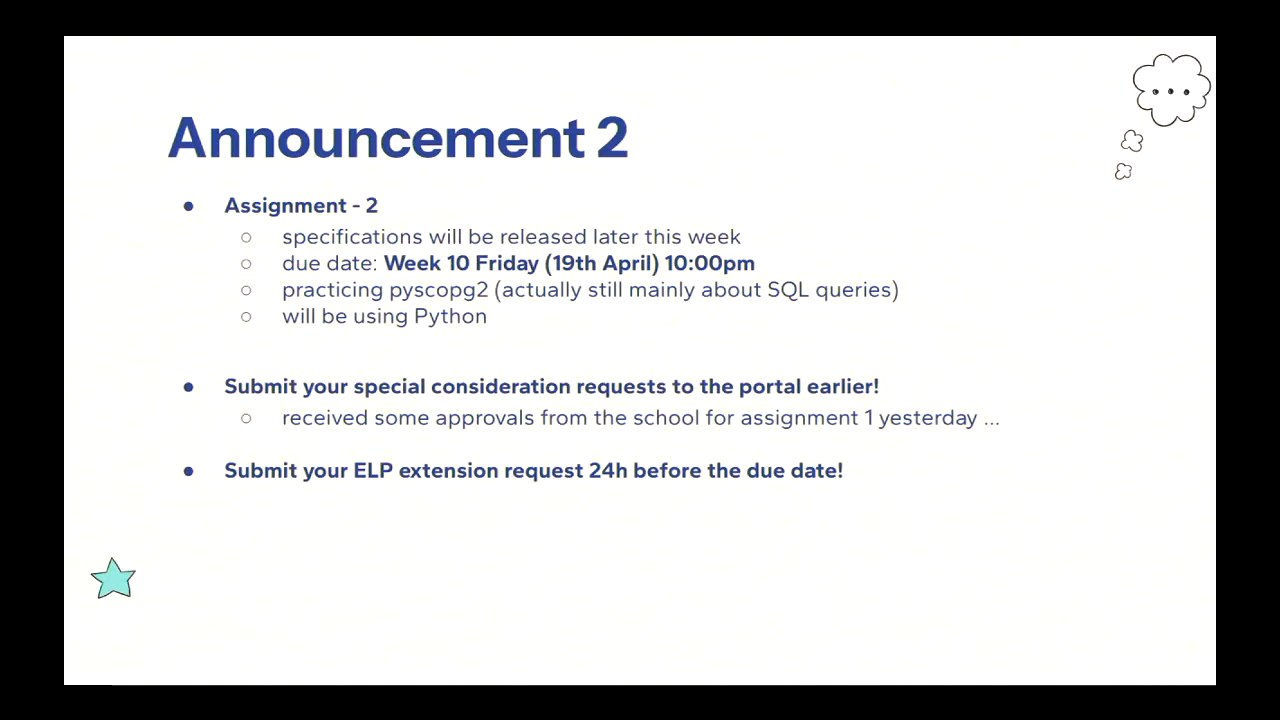 Announcement 2
● Assignment - 2
○ specifications will be released later this week
○ due date: Week 10 Friday (19th April) 10:00pm
○ practicing pyscopg2 (actually still mainly about SQL queries)
○ will be using Python
● Submit your special consideration requests to the portal earlier!
○ received some approvals from the school for assignment 1 yesterday ...
● Submit your ELP extension request 24h before the due date!